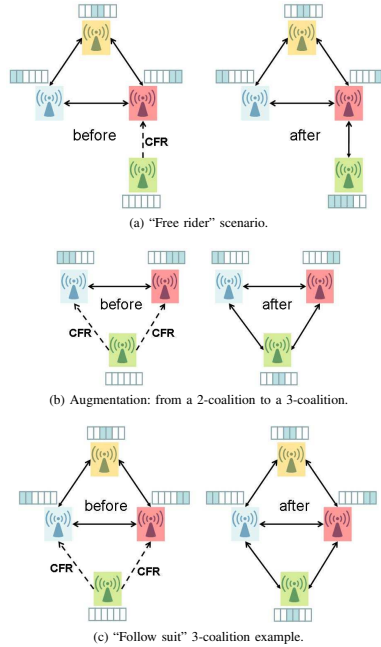 before
CFR
after
(a) “Free rider” scenario.
before
CFR
CFR
after
(b) Augmentation: from a 2-coalition to a 3-coalition.
before
CFR
CFR
after
(c) “Follow suit” 3-coalition example.